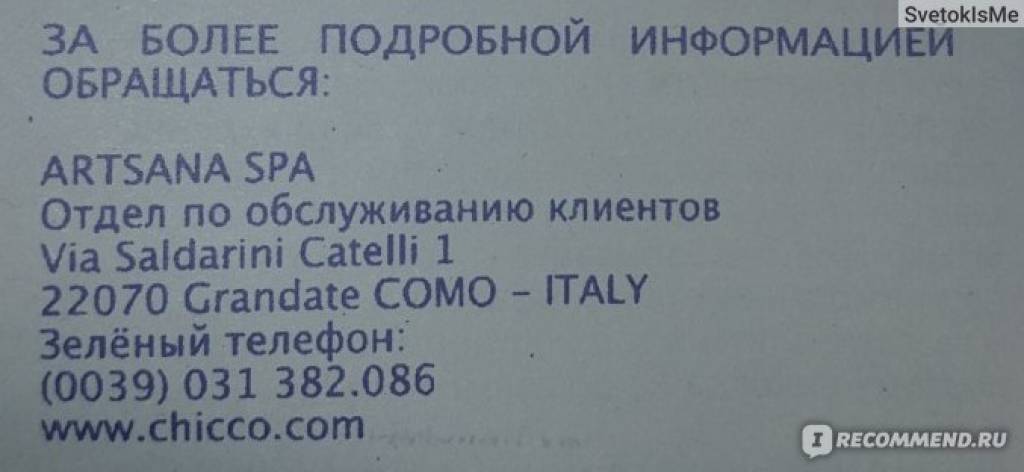 SvetokIsMe
ЗА БОЛЕЕ ПОДРОБНОЙ ИНФОРМАЦИЕЙ
ОБРАЩАТЬСЯ:
ARTSANA SPA
Отдел по обслуживанию клиентов
Via Saldarini Catelli 1
22070 Grandate COMO – ITALY
Зелёный телефон:
(0039) 031 382.086
www.chicco.com
IRECOMMEND.RU